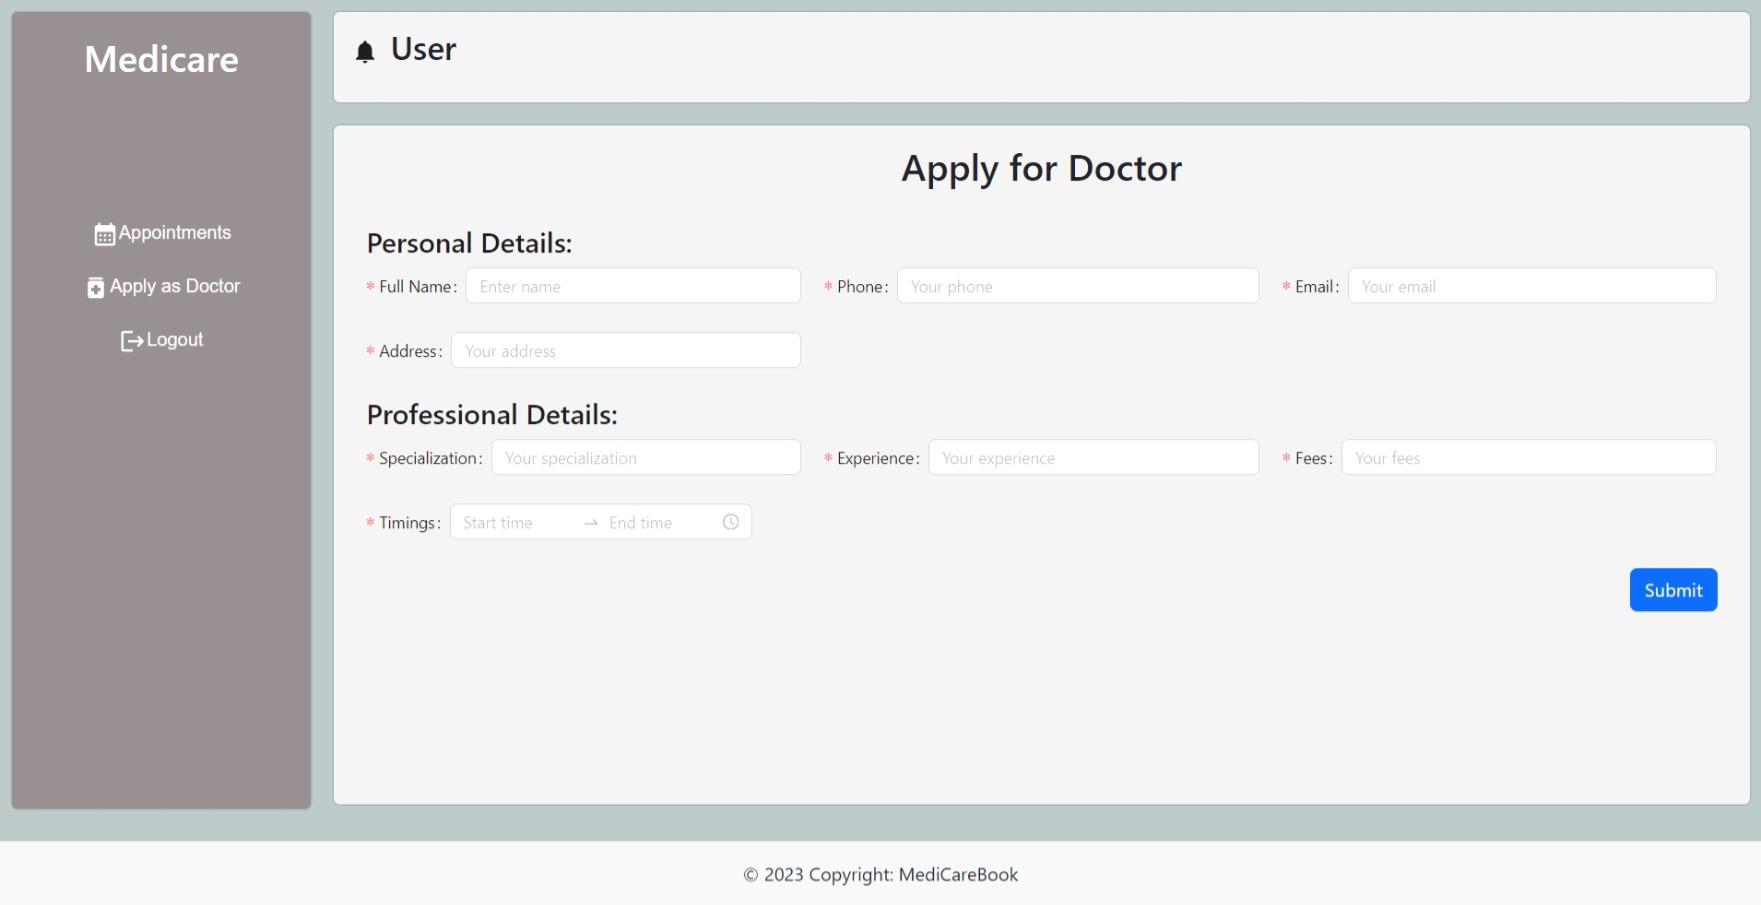 Medicare
Appointments
Apply as Doctor
Logout
User
Apply for Doctor
Personal Details:
* Full Name: Enter name * Phone: Your phone * Email: Your email
* Address: Your address
Professional Details:
* Specialization: Your specialization * Experience: Your experience * Fees: Your fees
* Timings: Start time → End time
Submit
© 2023 Copyright: MediCareBook